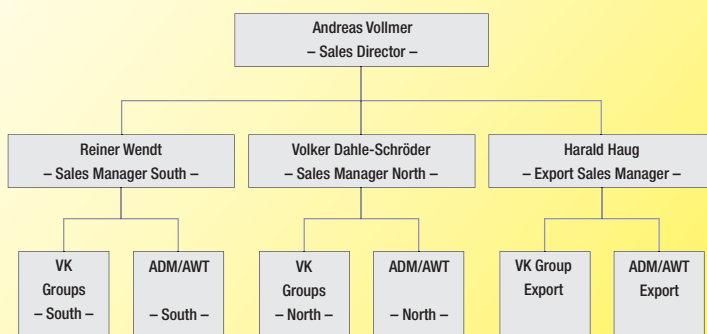 Andreas Vollmer
– Sales Director –
Reiner Wendt
– Sales Manager South –
Volker Dahle-Schröder
– Sales Manager North –
Harald Haug
– Export Sales Manager –
VK
Groups
– South –
ADM/AWT
– South –
VK
Groups
– North –
ADM/AWT
– North –
VK Group
Export
ADM/AWT
Export